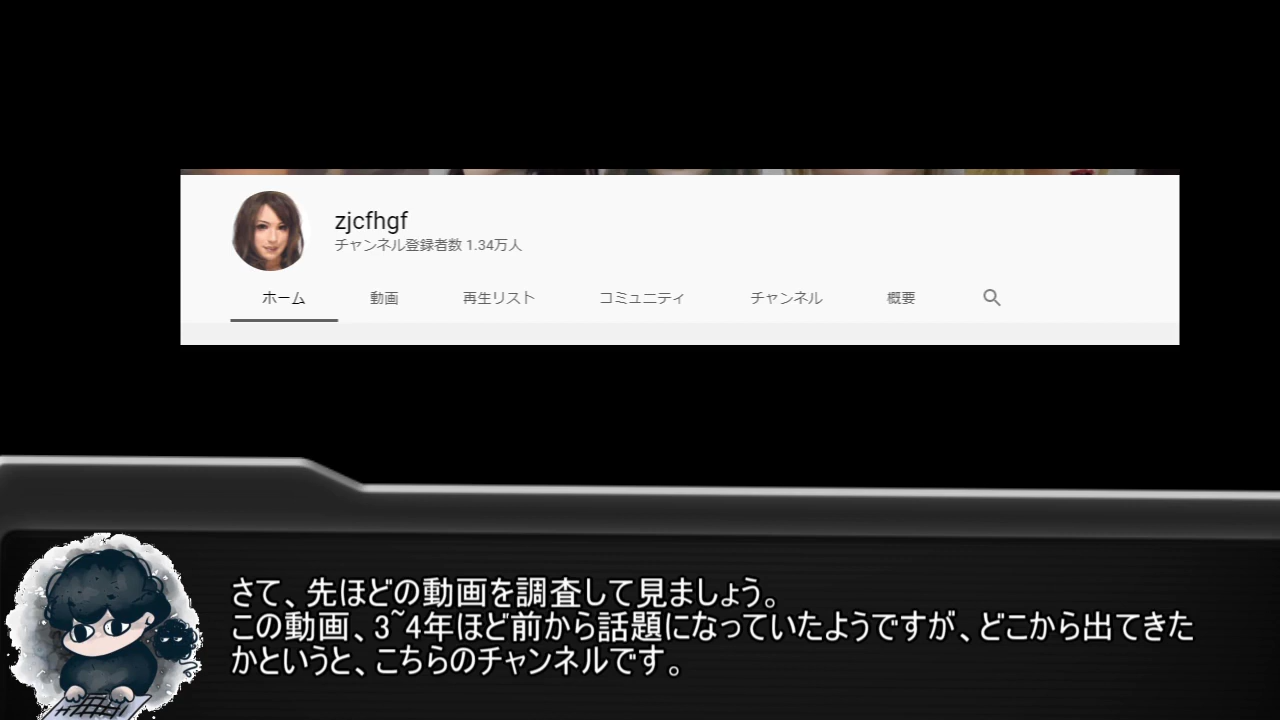 zjcfhgf
チャンネル登録者数 1.34万人
ホーム 動画 再生リスト コミュニティ チャンネル 概要
さて、先ほどの動画を調査して見ましょう。
この動画、3~4年ほど前から話題になっていたようですが、どこから出てきた
かというと、こちらのチャンネルです。